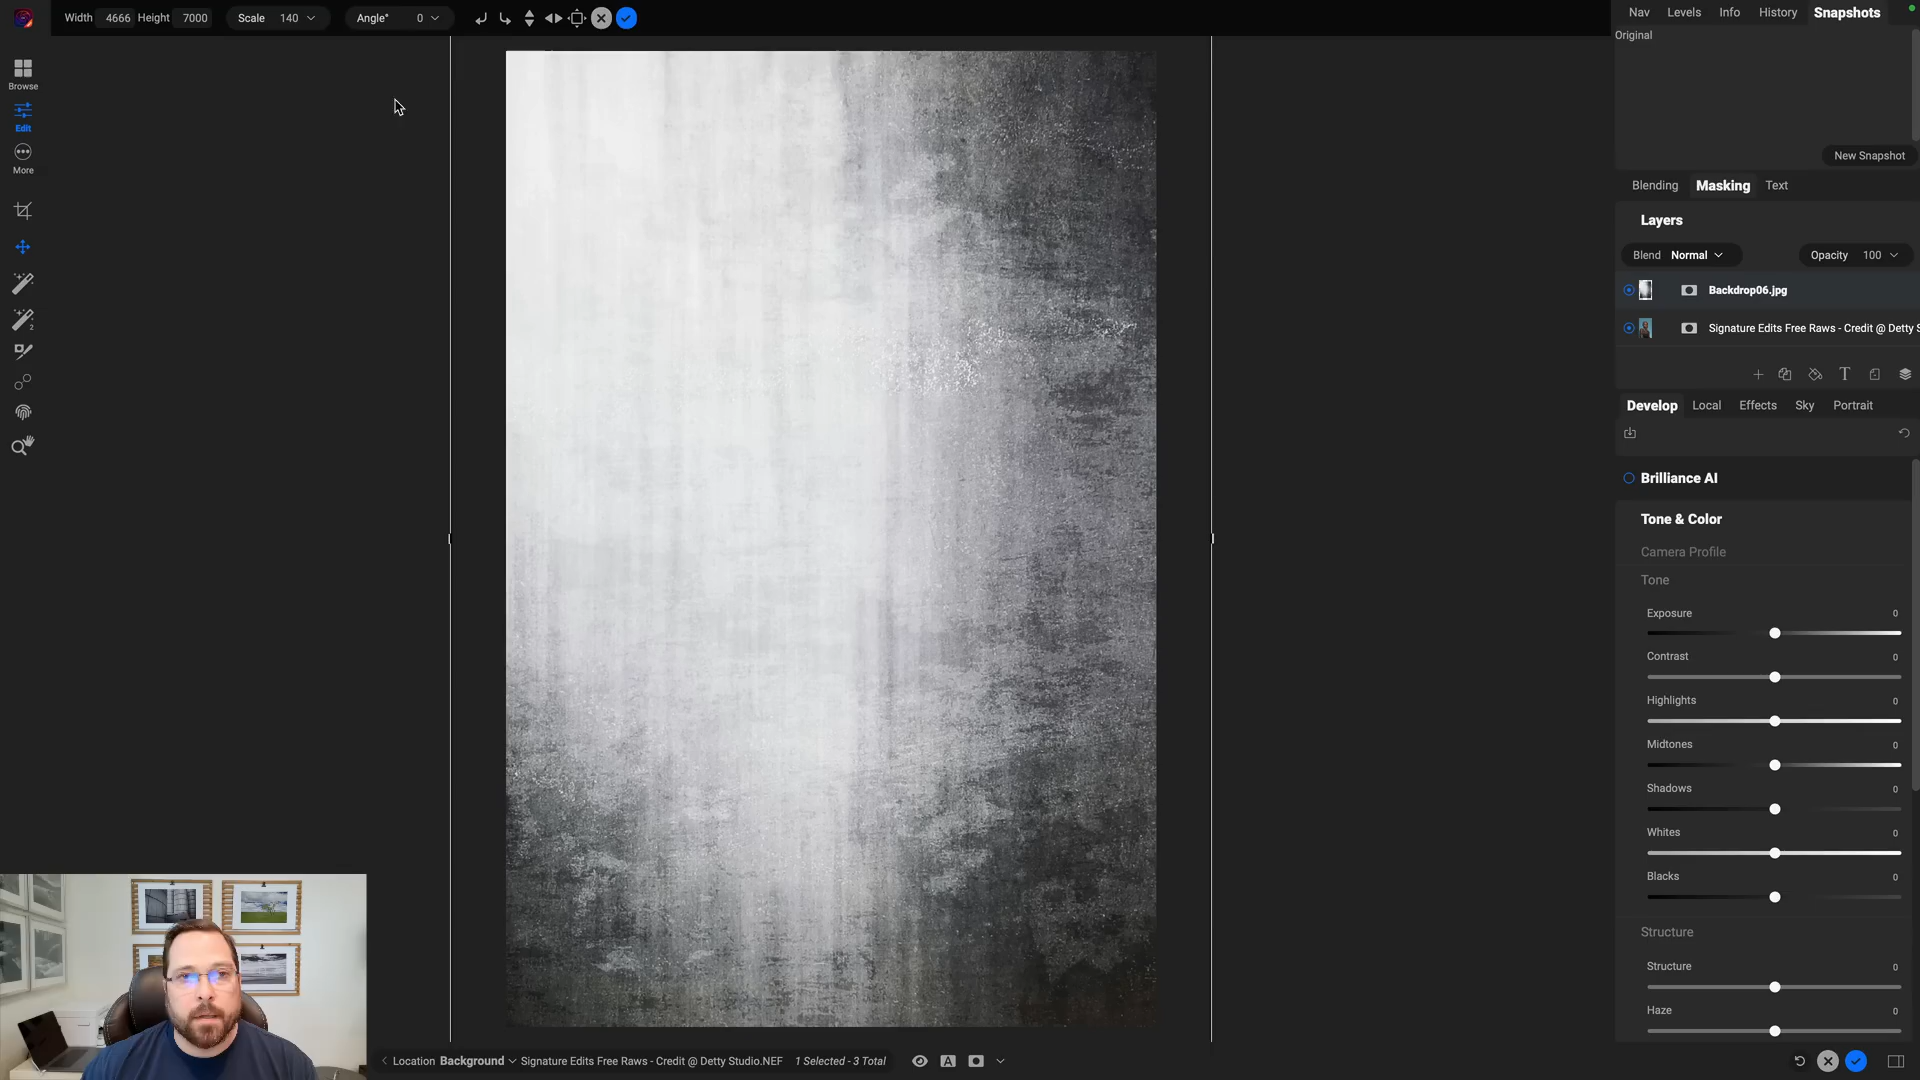 Width 4666 Height 7000 Scale 140 Angle° 0
Nav Levels Info History Snapshots
Original
Browse
Edit
More
2
New Snapshot
Blending Masking Text
Layers
Blend Normal Opacity 100
Backdrop06.jpg
Signature Edits Free Raws - Credit @ Detty S
T
Develop Local Effects Sky Portrait
Brilliance AI
Tone & Color
Camera Profile
Tone
Exposure 0
Contrast 0
Highlights 0
Midtones 0
Shadows 0
Whites 0
Blacks 0
Structure
Structure 0
Haze 0
Location Background Signature Edits Free Raws - Credit @ Detty Studio.NEF 1 Selected - 3 Total A